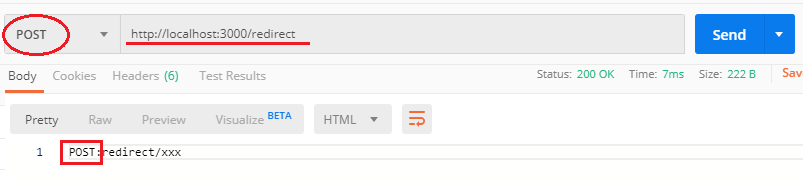 POST http://localhost:3000/redirect Send
Body Cookies Headers (6) Test Results Status: 200 OK Time: 7ms Size: 222 B Sav
Pretty Raw Preview Visualize BETA HTML
1 POST:redirect/xxx